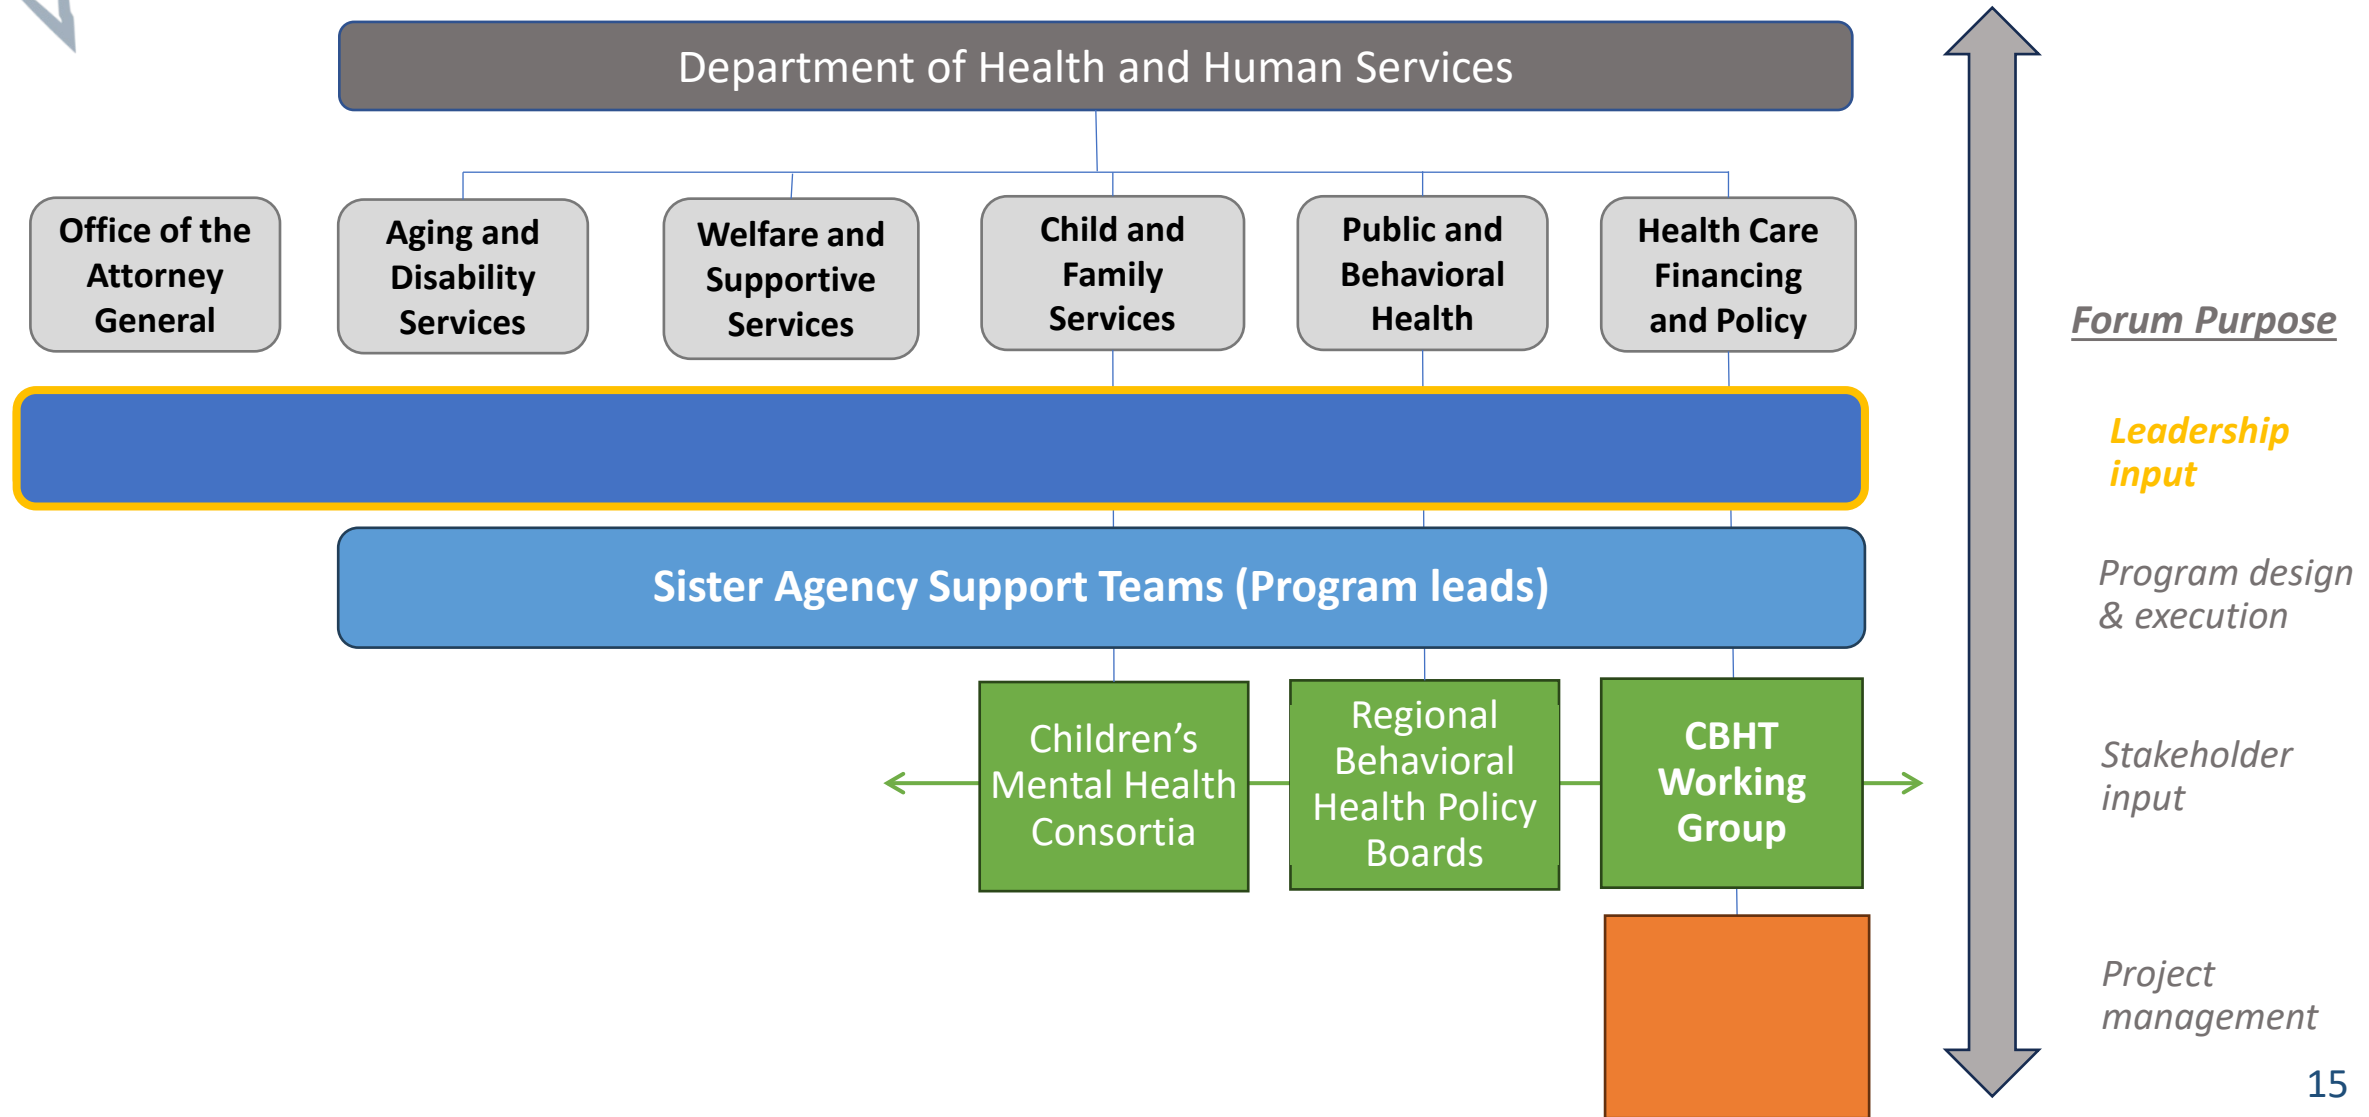 Department of Health and Human Services
Office of the
Attorney
General
Aging and
Disability
Services
Welfare and
Supportive
Services
Child and
Family
Services
Public and
Behavioral
Health
Health Care
Financing
and Policy
Forum Purpose
Leadership
input
Sister Agency Support Teams (Program leads)
Program design
& execution
Children’s
Mental Health
Consortia
Regional
Behavioral
Health Policy
Boards
CBHT
Working
Group
Stakeholder
input
Project
management
15